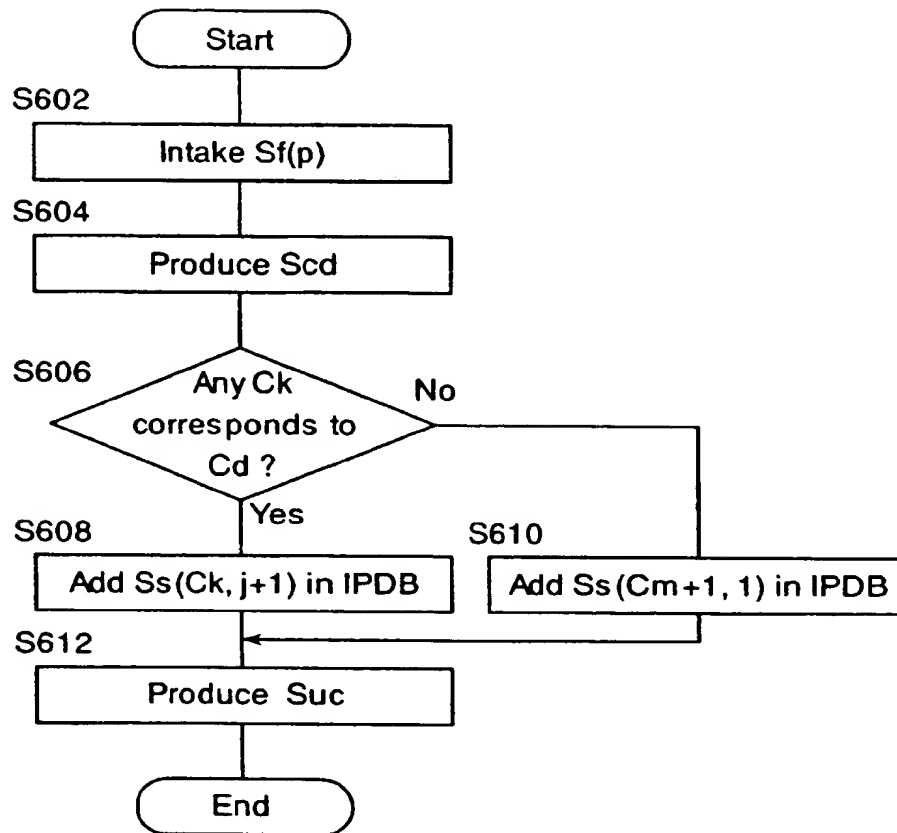 Start
S602
Intake Sf(p)
S604
Produce Scd
S606
Any Ck
corresponds to
Cd ?
No
Yes
S608
Add Ss(Ck, j+1) in IPDB
S610
Add Ss(Cm+1, 1) in IPDB
S612
Produce Suc
End